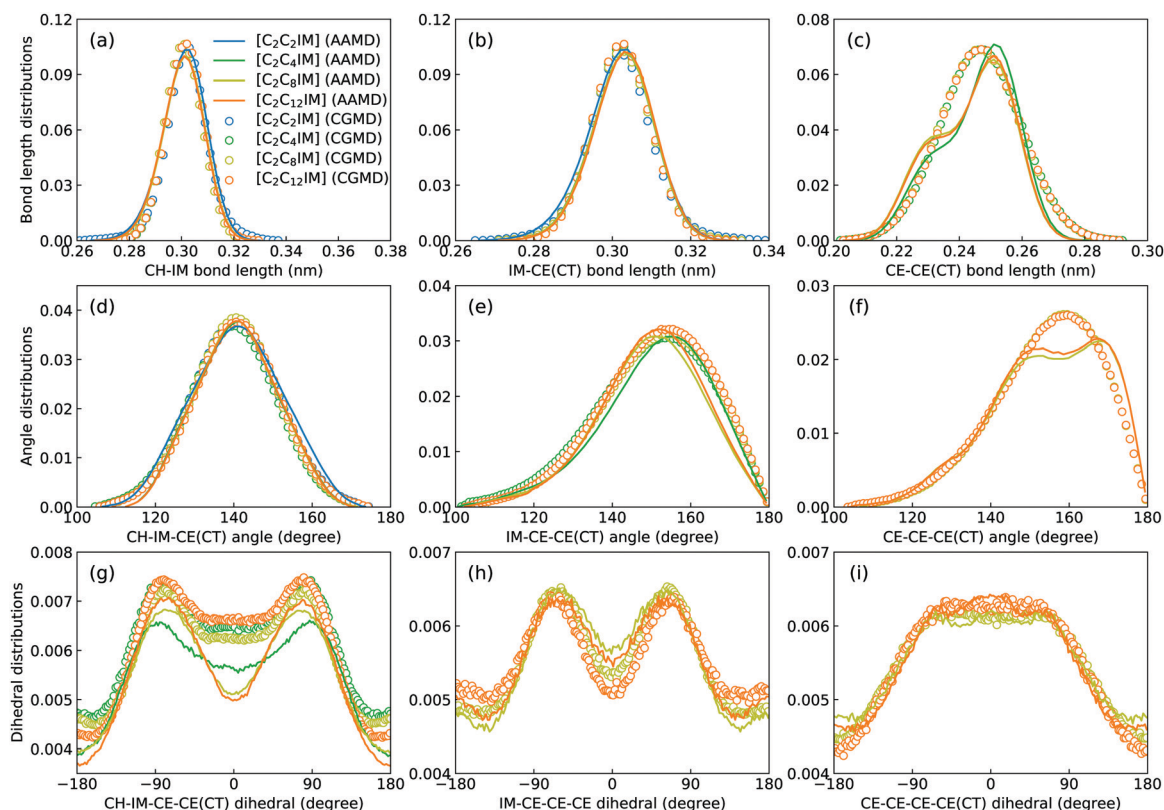 (a)
[C₂C₂IM] (AAMD)
[C₂C₄IM] (AAMD)
[C₂C₈IM] (AAMD)
[C₂C₁₂IM] (AAMD)
[C₂C₂IM] (CGMD)
[C₂C₄IM] (CGMD)
[C₂C₈IM] (CGMD)
[C₂C₁₂IM] (CGMD)
Bond length distributions
0.15
0.12
0.09
0.06
0.03
0.00
0.26 0.28 0.30 0.32 0.34 0.36 0.38
CH-IM bond length (nm)
(b)
0.12
0.09
0.06
0.03
0.00
0.26 0.28 0.30 0.32 0.34
IM-CE(CT) bond length (nm)
(c)
0.08
0.06
0.04
0.02
0.00
0.20 0.22 0.24 0.26 0.28 0.30
CE-CE(CT) bond length (nm)
(d)
Angle distributions
0.04
0.03
0.02
0.01
0.00
100 120 140 160 180
CH-IM-CE(CT) angle (degree)
(e)
0.04
0.03
0.02
0.01
0.00
100 120 140 160 180
IM-CE-CE(CT) angle (degree)
(f)
0.03
0.02
0.01
0.00
100 120 140 160 180
CE-CE-CE(CT) angle (degree)
(g)
Dihedral distributions
0.008
0.007
0.006
0.005
0.004
−180 −90 0 90 180
CH-IM-CE-CE(CT) dihedral (degree)
(h)
0.007
0.006
0.005
0.004
−180 −90 0 90 180
IM-CE-CE-CE dihedral (degree)
(i)
0.007
0.006
0.005
0.004
−180 −90 0 90 180
CE-CE-CE-CE(CT) dihedral (degree)